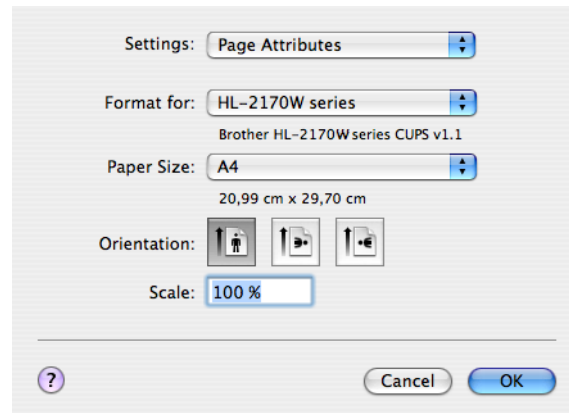 Settings: Page Attributes
Format for: HL-2170W series
Brother HL-2170W series CUPS v1.1
Paper Size: A4
20,99 cm x 29,70 cm
Orientation:
Scale: 100 %
? Cancel OK